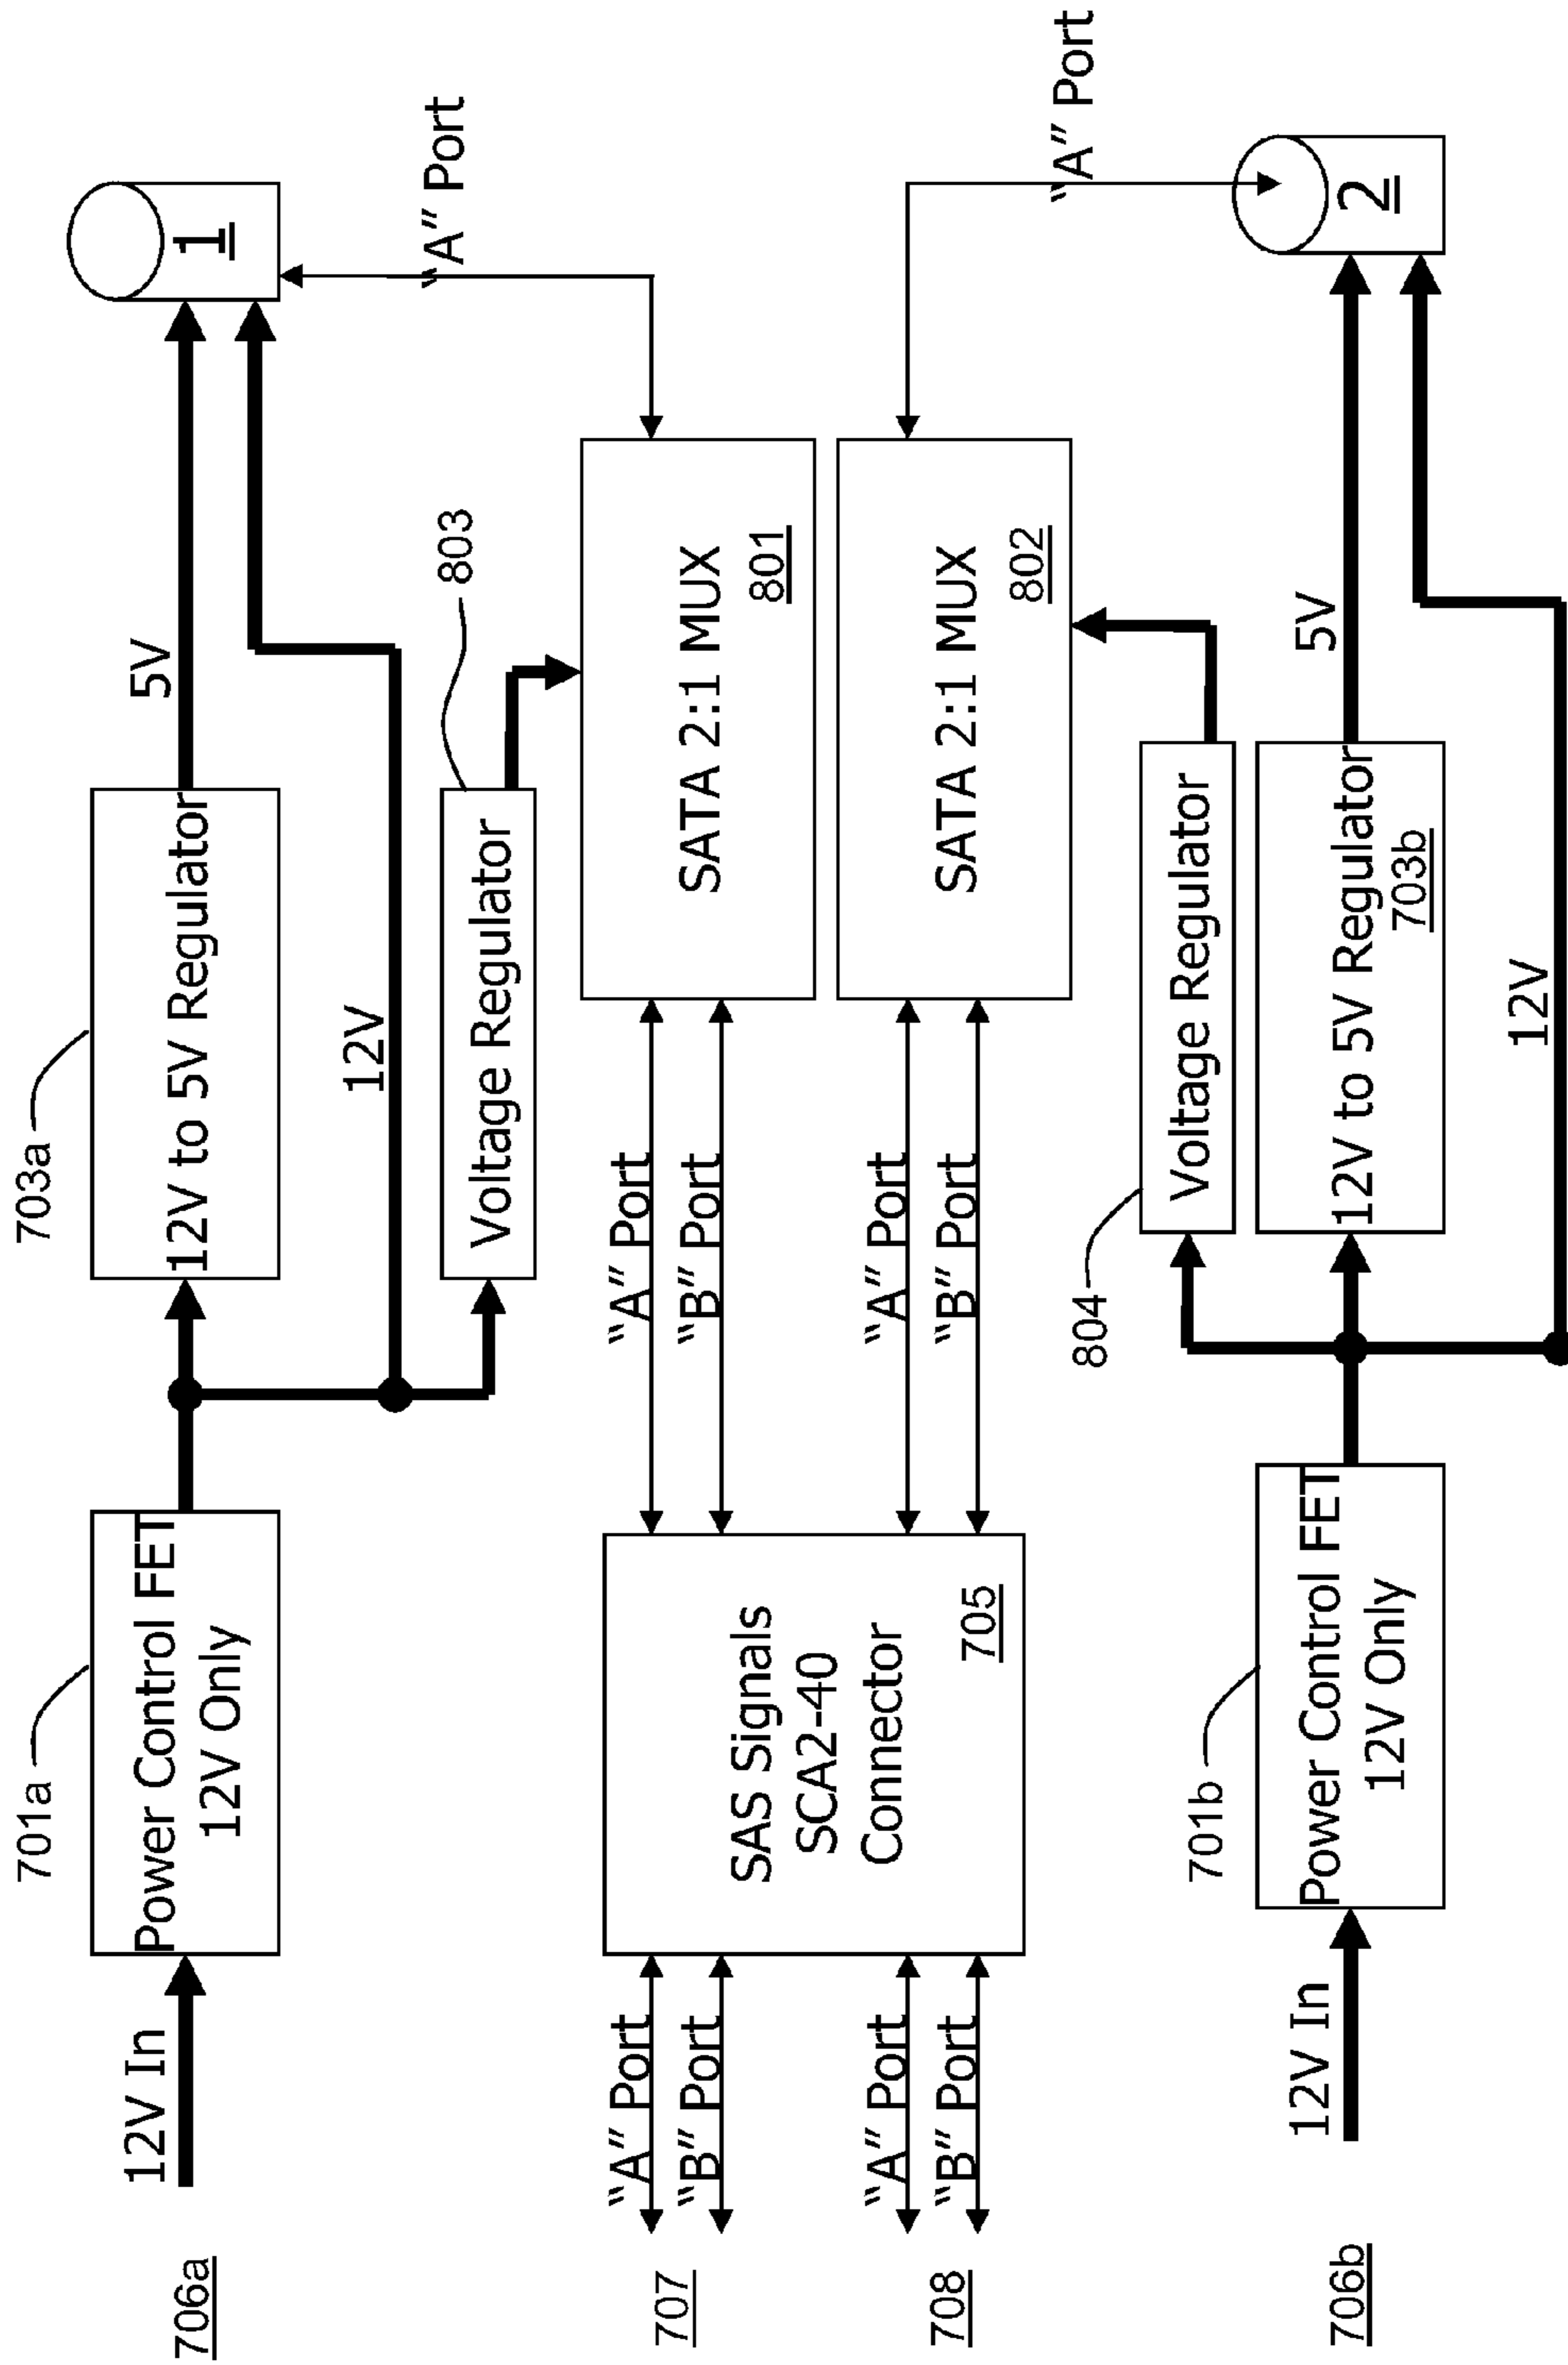 706a
12V In
701a
Power Control FET
12V Only
703a
12V to 5V Regulator
5V
1
12V
Voltage Regulator
803
"A" Port
707
"A" Port
"B" Port
708
"A" Port
"B" Port
SAS Signals
SCA2-40
Connector
705
"A" Port
"B" Port
"A" Port
"B" Port
SATA 2:1 MUX
801
SATA 2:1 MUX
802
"A" Port
804
Voltage Regulator
706b
12V In
701b
Power Control FET
12V Only
12V to 5V Regulator
703b
5V
2
12V